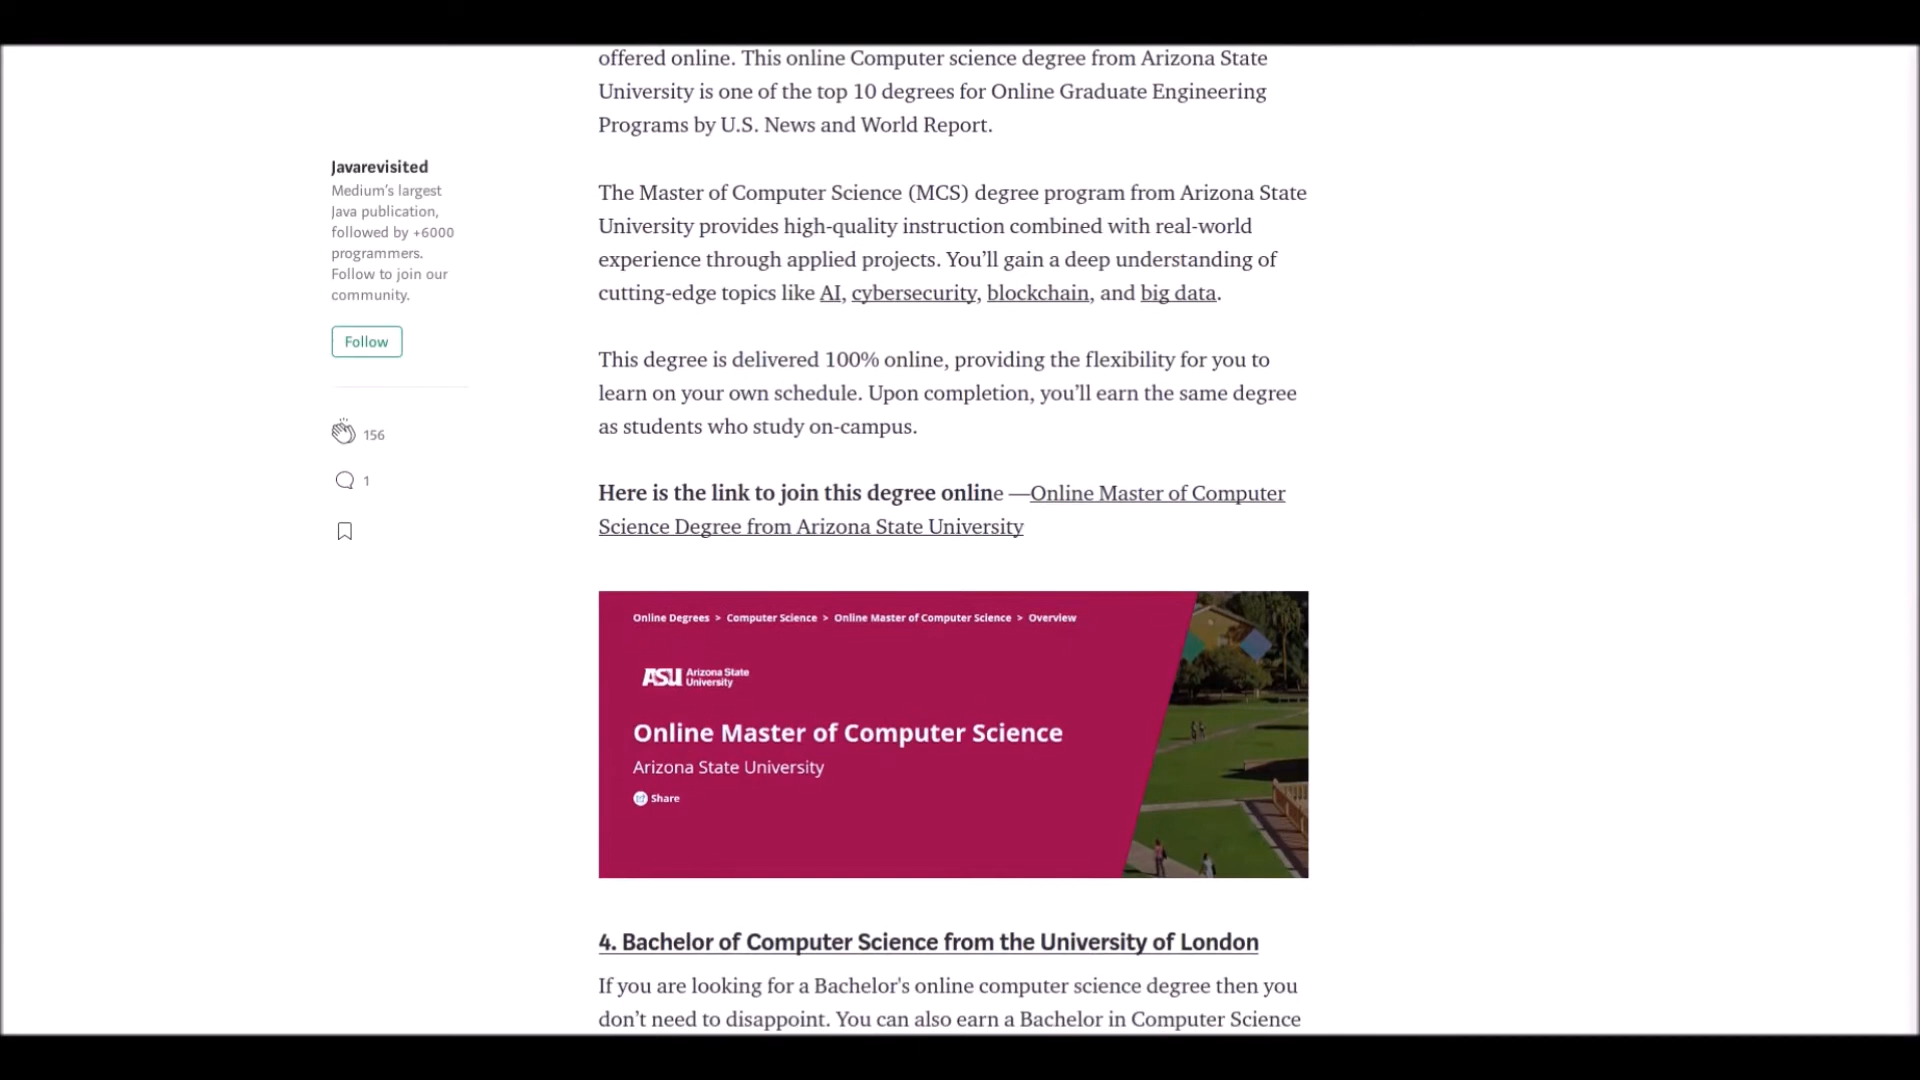 offered online. This online Computer science degree from Arizona State
University is one of the top 10 degrees for Online Graduate Engineering
Programs by U.S. News and World Report.
Javarevisited
Medium's largest
Java publication,
followed by +6000
programmers.
Follow to join our
community.
Follow
156
1
The Master of Computer Science (MCS) degree program from Arizona State
University provides high-quality instruction combined with real-world
experience through applied projects. You’ll gain a deep understanding of
cutting-edge topics like AI, cybersecurity, blockchain, and big data.
This degree is delivered 100% online, providing the flexibility for you to
learn on your own schedule. Upon completion, you’ll earn the same degree
as students who study on-campus.
Here is the link to join this degree online —Online Master of Computer
Science Degree from Arizona State University
Online Degrees > Computer Science > Online Master of Computer Science > Overview
ASU Arizona State
University
Online Master of Computer Science
Arizona State University
Share
4. Bachelor of Computer Science from the University of London
If you are looking for a Bachelor's online computer science degree then you
don’t need to disappoint. You can also earn a Bachelor in Computer Science